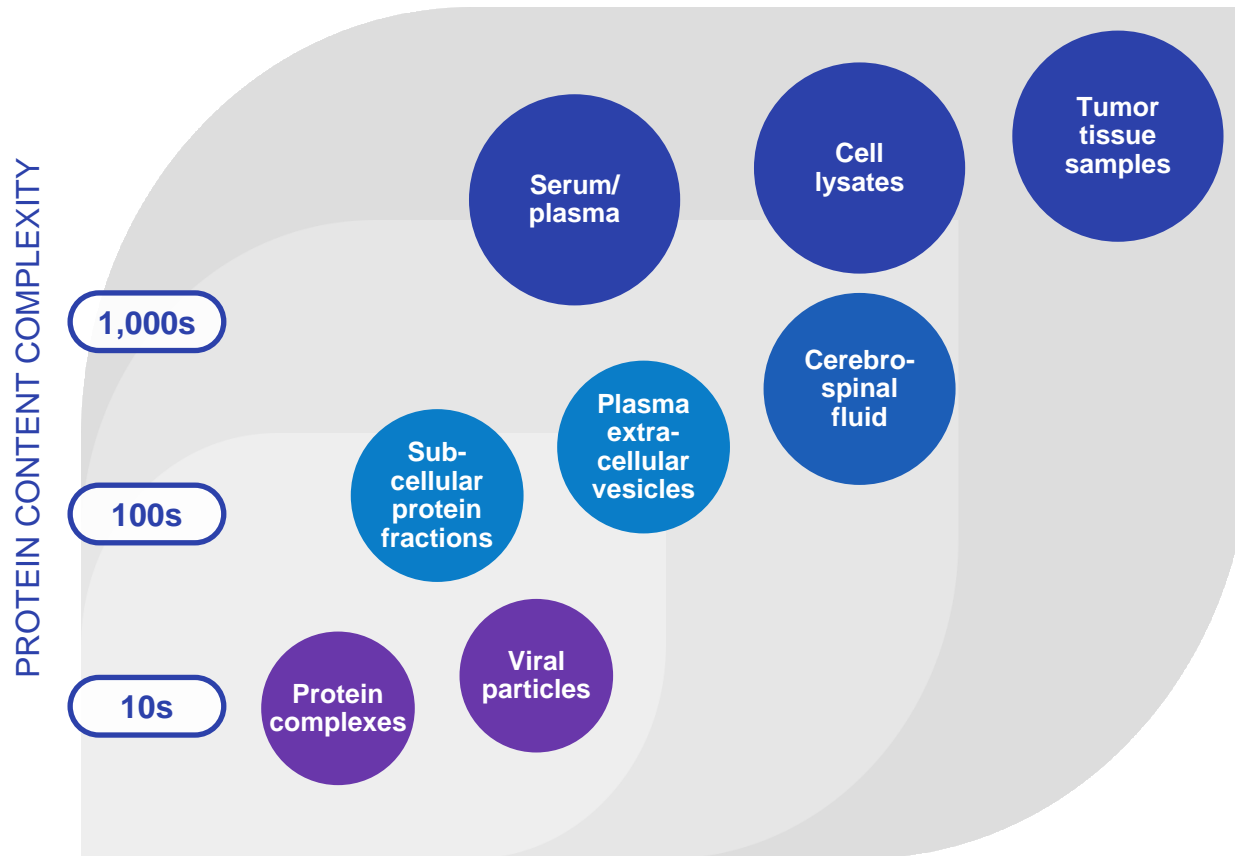 PROTEIN CONTENT COMPLEXITY
1,000s
100s
10s
Serum/
plasma
Cell
lysates
Tumor
tissue
samples
Sub-
cellular
protein
fractions
Plasma
extra-
cellular
vesicles
Cerebro-
spinal
fluid
Protein
complexes
Viral
particles